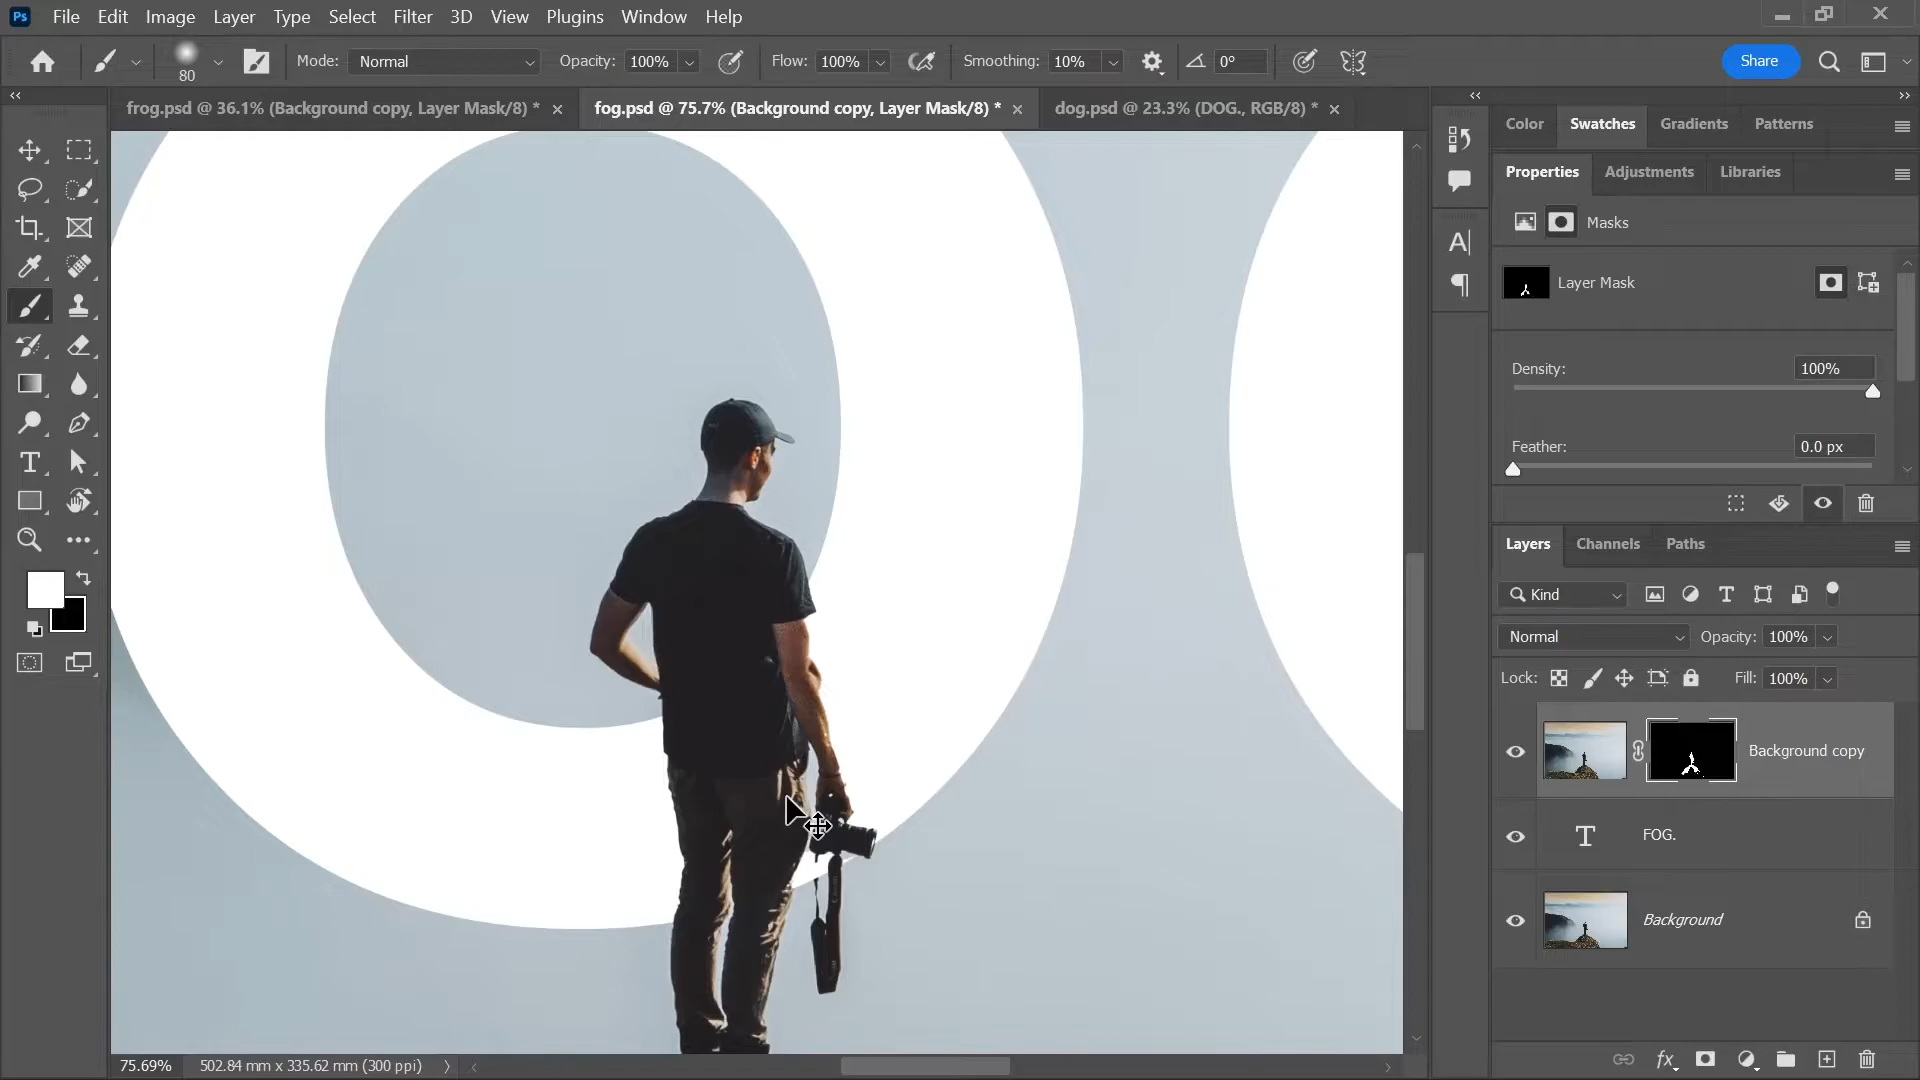 Ps File Edit Image Layer Type Select Filter 3D View Plugins Window Help
80 Mode: Normal Opacity: 100% Flow: 100% Smoothing: 10% 0° Share
frog.psd @ 36.1% (Background copy, Layer Mask/8) * fog.psd @ 75.7% (Background copy, Layer Mask/8) * dog.psd @ 23.3% (DOG., RGB/8) *
Color Swatches Gradients Patterns
Properties Adjustments Libraries
Masks
Layer Mask
Density: 100%
Feather: 0.0 px
Layers Channels Paths
Kind
Normal Opacity: 100%
Lock: Fill: 100%
Background copy
FOG.
Background
75.69% 502.84 mm x 335.62 mm (300 ppi)